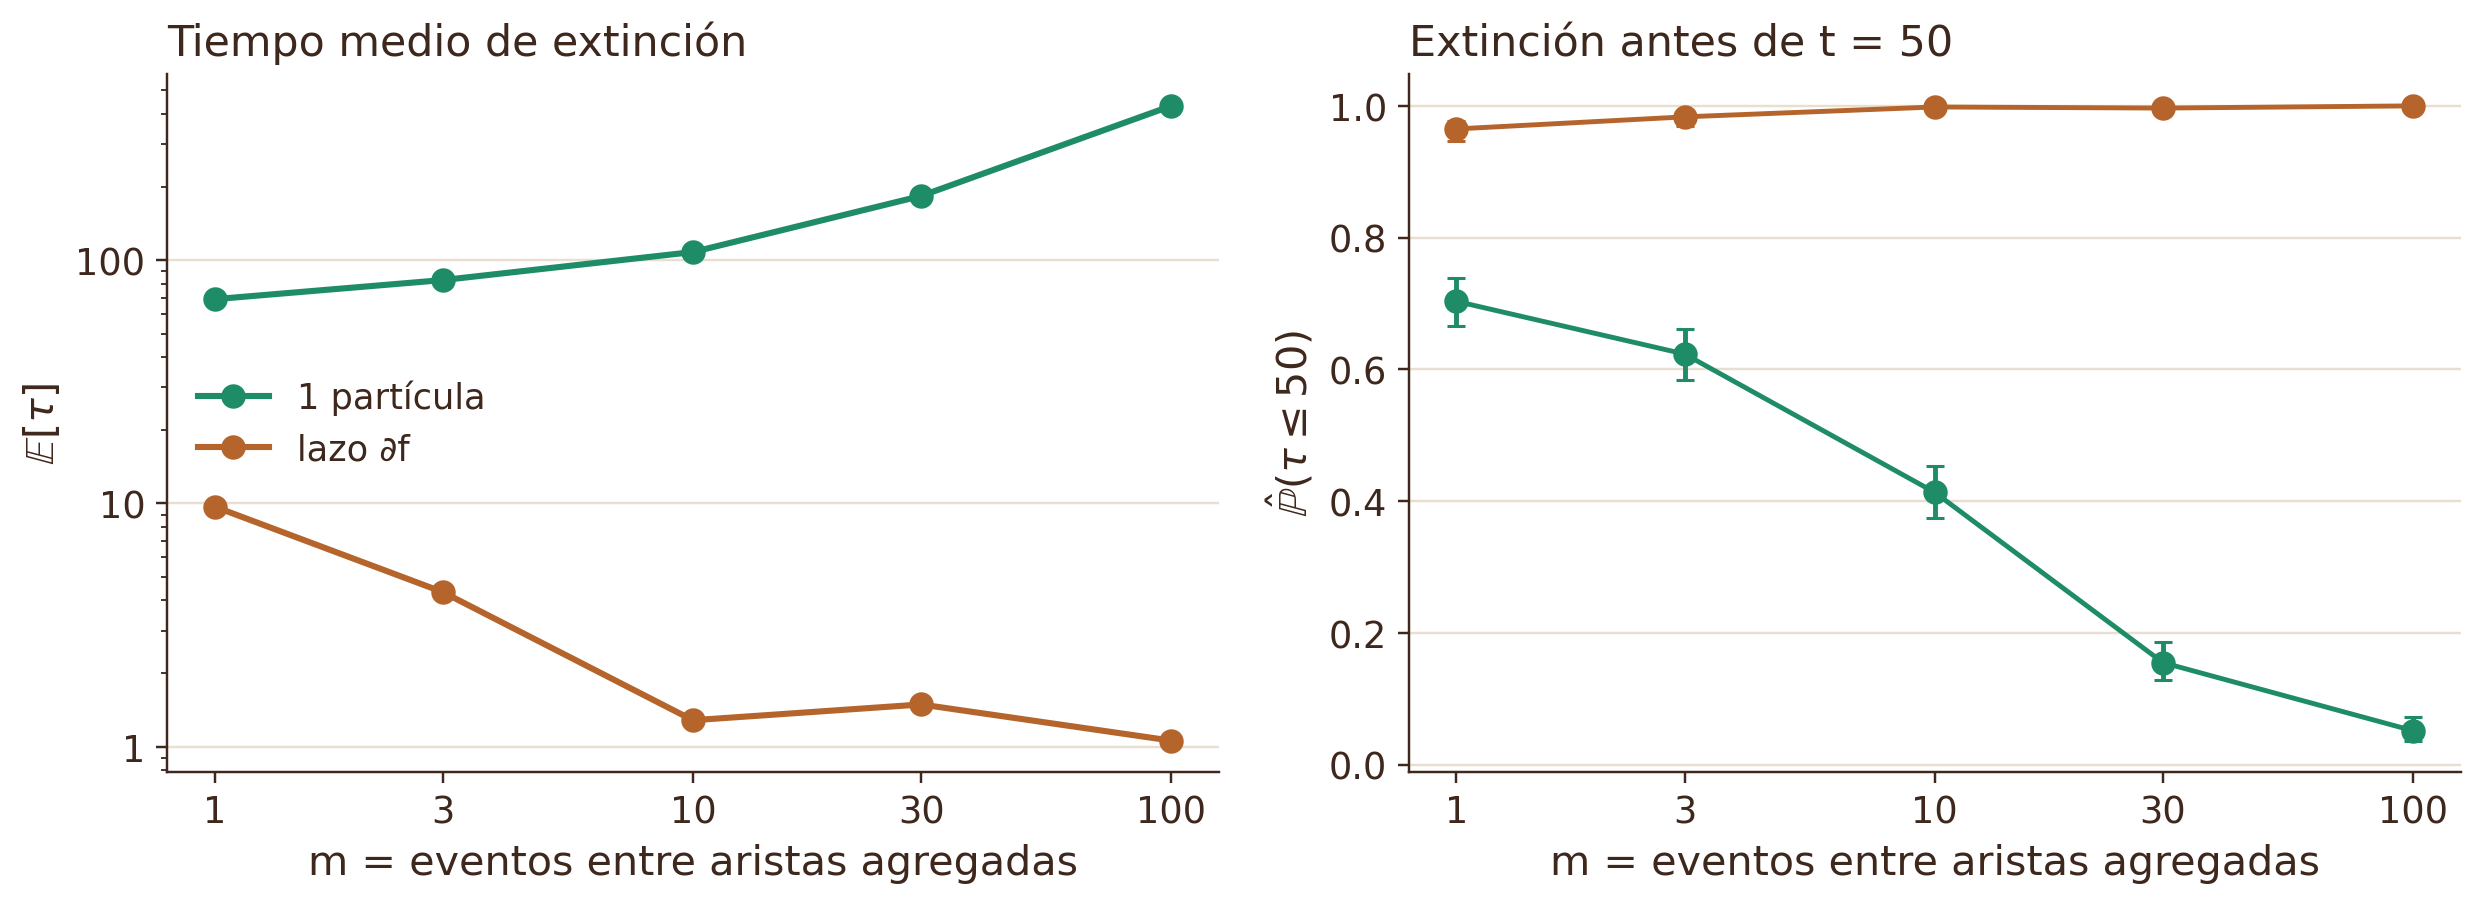 Tiempo medio de extinción
𝔼[τ]
100
10
1
1 partícula
lazo ∂f
1 3 10 30 100
m = eventos entre aristas agregadas
Extinción antes de t = 50
ℙ̂(τ ≤ 50)
1.0
0.8
0.6
0.4
0.2
0.0
1 3 10 30 100
m = eventos entre aristas agregadas